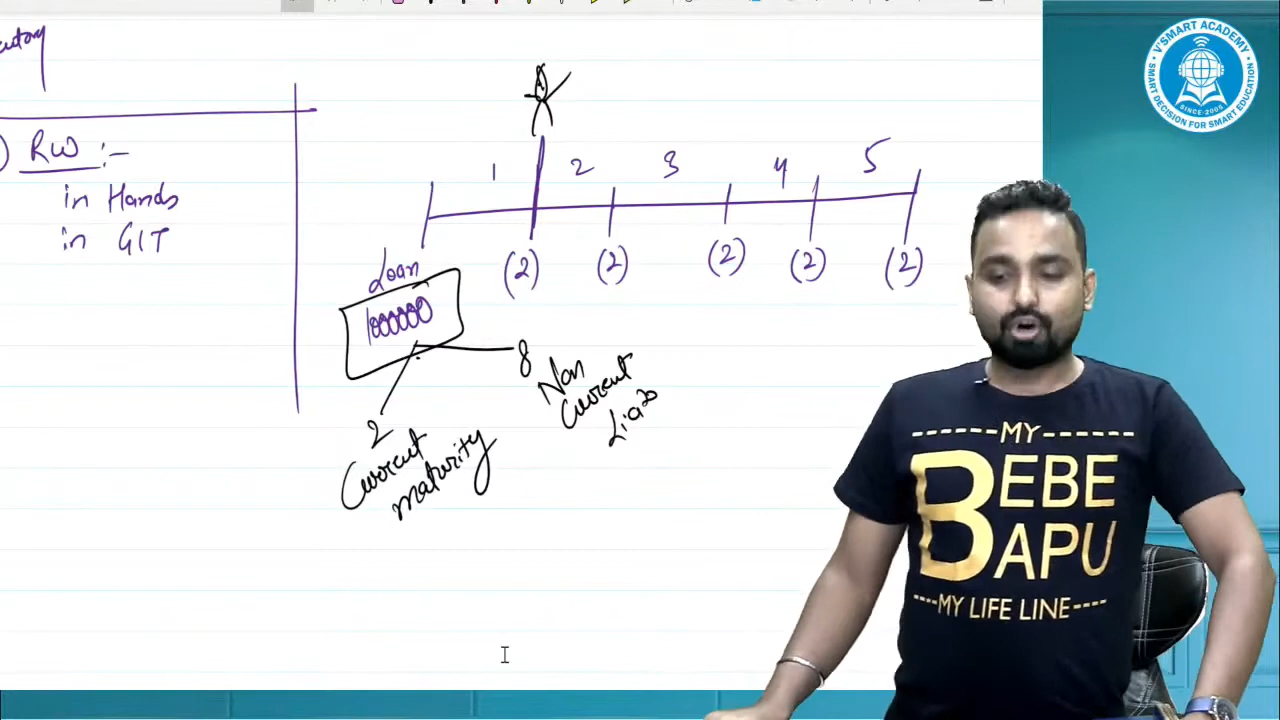 ) RW :-
in Hands
in GIT
1 2 3 4 5
(2) (2) (2) (2) (2)
Loan
1000000
8
Non
Current
Liab
2
Current
maturity
V'SMART ACADEMY
SMART DECISION FOR SMART EDUCATION
SINCE-2005
MY
BEBE
BAPU
MY LIFE LINE